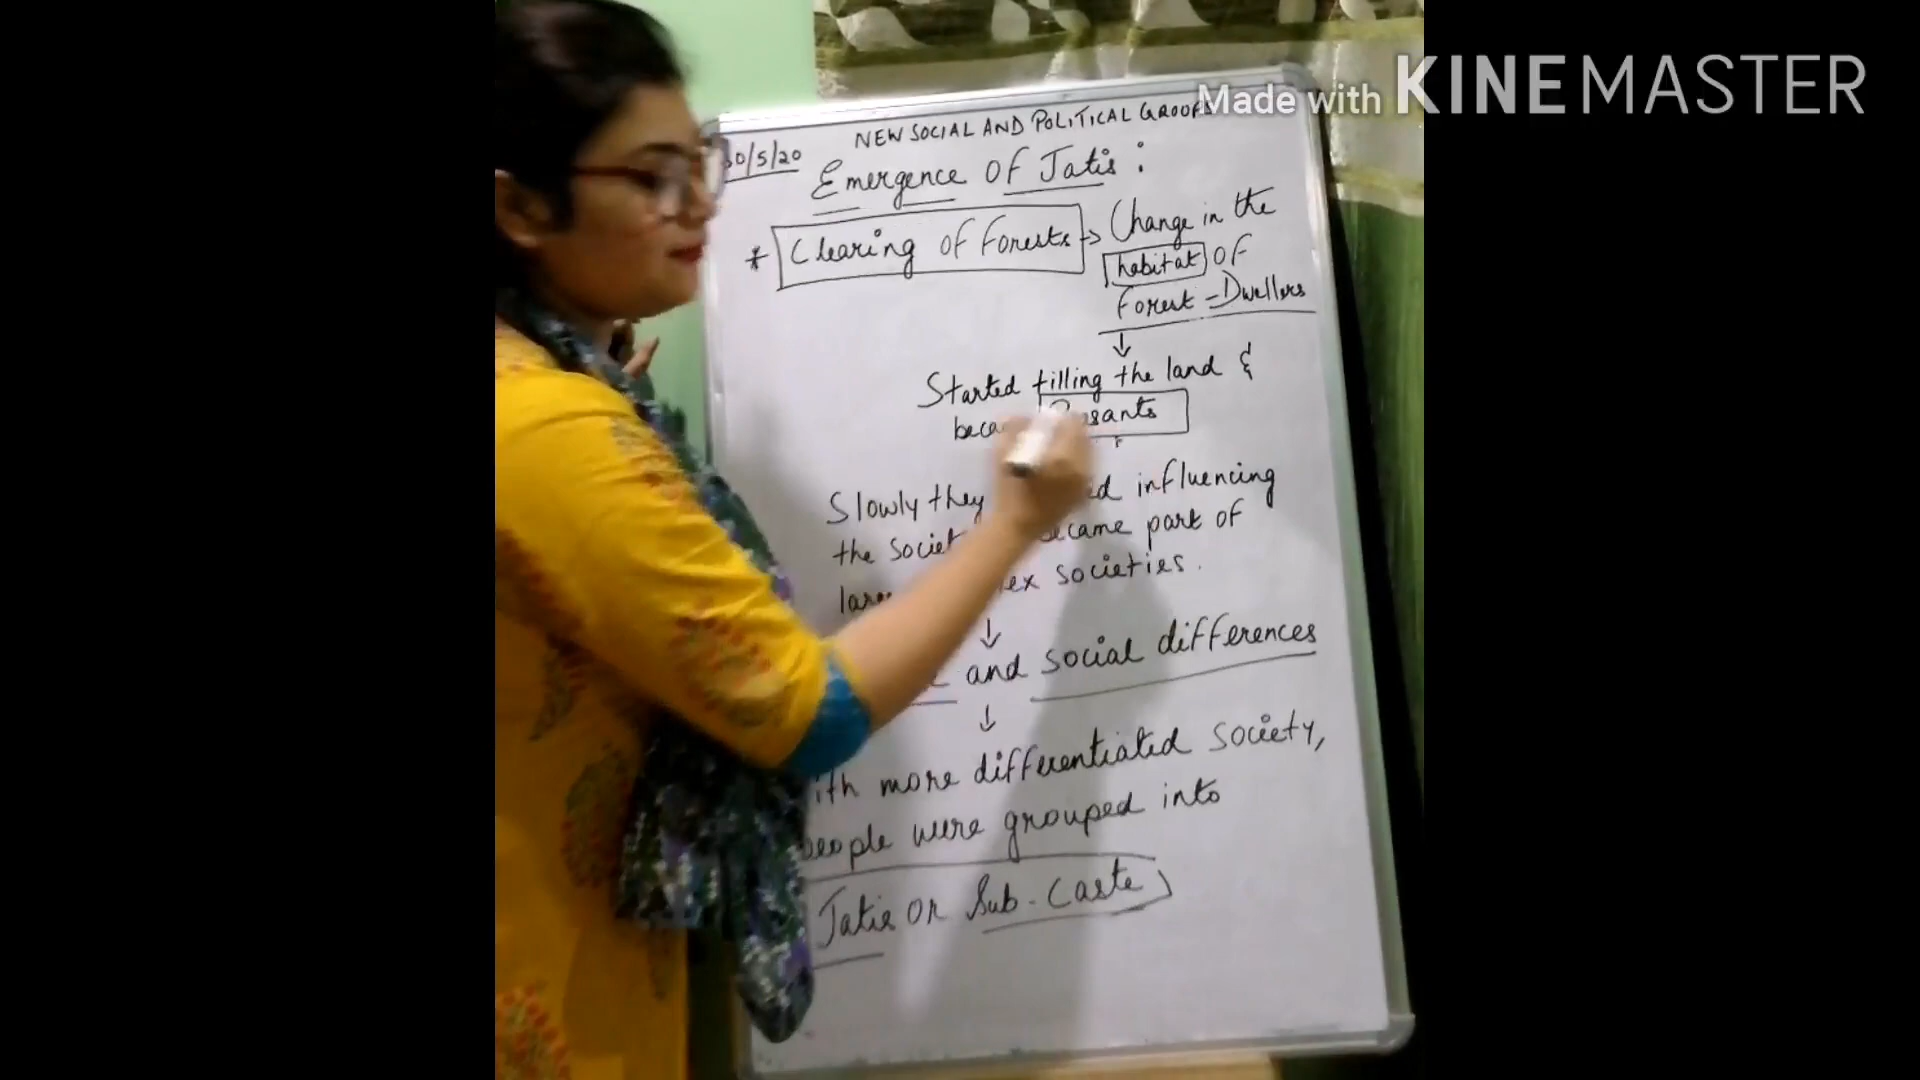 Made with KINEMASTER
NEW SOCIAL AND POLITICAL GROUPS
30/5/20
Emergence Of Jatis :
* Clearing Of Forests → Change in the
habitat Of
Forest - Dwellers
↓
Started tilling the land &
Peasants
Slowly they influencing
the part of
societies.
↓
and social differences
↓
more differentiated society,
people were grouped into
Jatis OR Sub-Caste